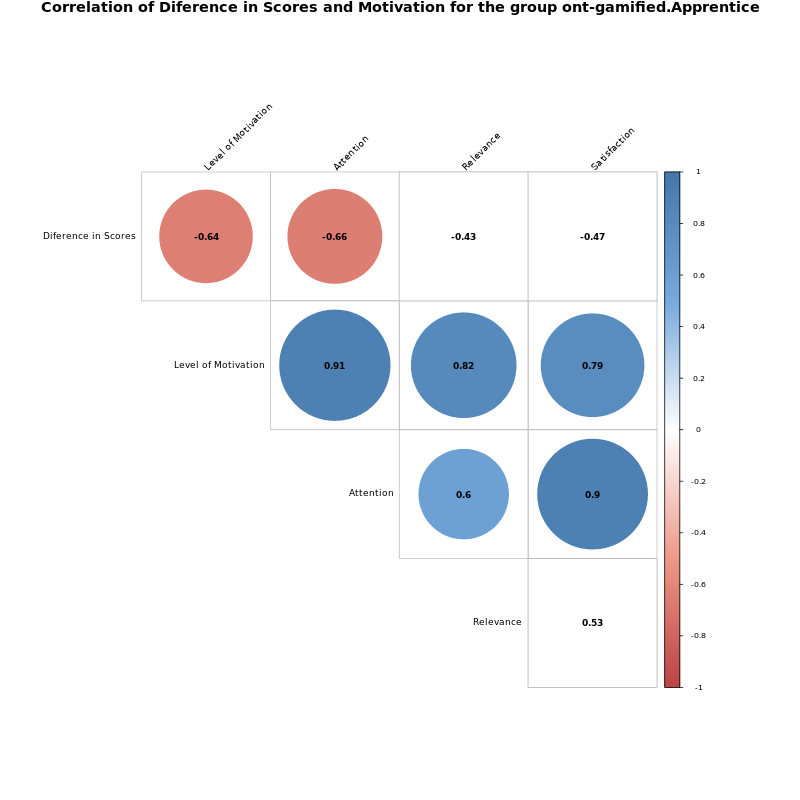 Correlation of Diference in Scores and Motivation for the group ont-gamified.Apprentice
Level of Motivation
Attention
Relevance
Satisfaction
Diference in Scores
-0.64
-0.66
-0.43
-0.47
Level of Motivation
0.91
0.82
0.79
Attention
0.6
0.9
Relevance
0.53
1
0.8
0.6
0.4
0.2
0
-0.2
-0.4
-0.6
-0.8
-1